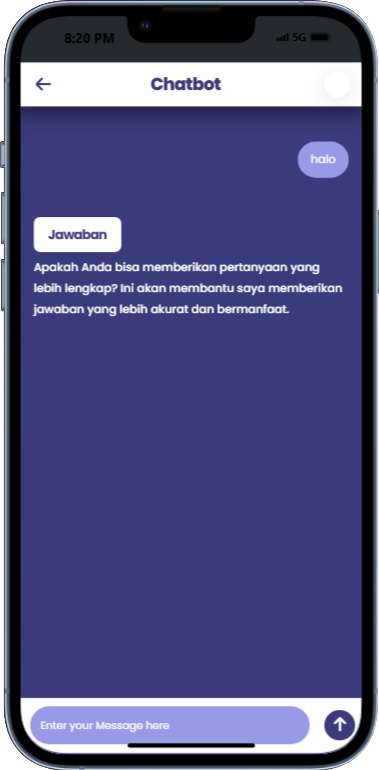 8:20 PM
5G
Chatbot
halo
Jawaban
Apakah Anda bisa memberikan pertanyaan yang
lebih lengkap? Ini akan membantu saya memberikan
jawaban yang lebih akurat dan bermanfaat.
Enter your Message here